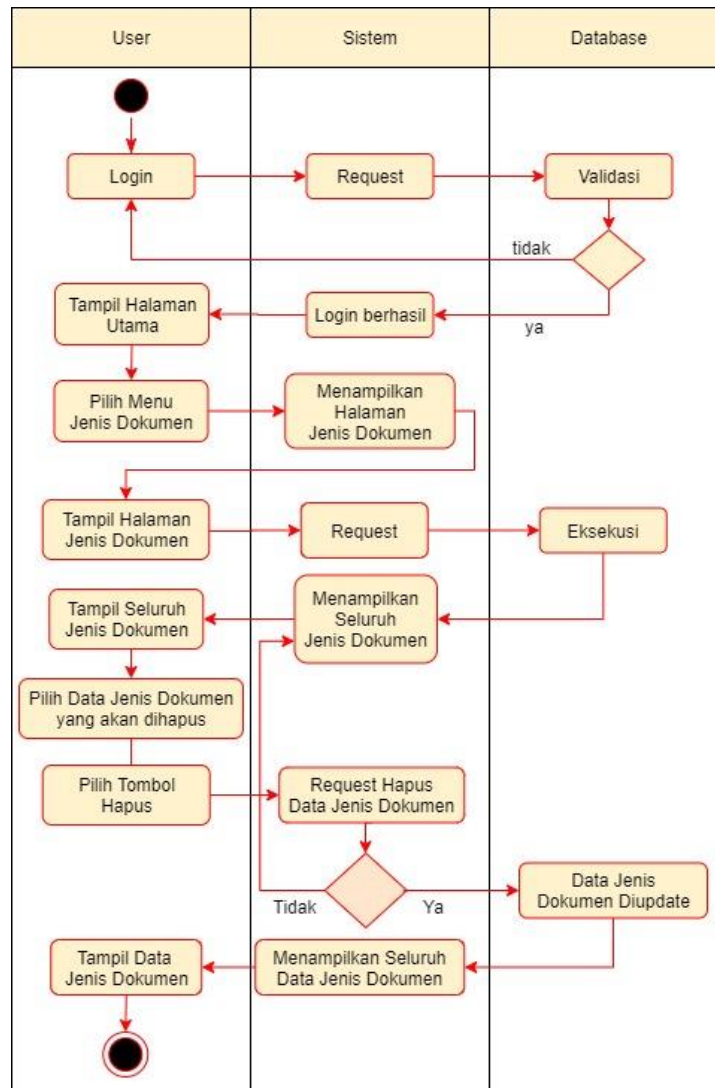 User
Sistem
Database
Login
Request
Validasi
tidak
Tampil Halaman
Utama
Login berhasil
ya
Pilih Menu
Jenis Dokumen
Menampilkan
Halaman
Jenis Dokumen
Tampil Halaman
Jenis Dokumen
Request
Eksekusi
Tampil Seluruh
Jenis Dokumen
Menampilkan
Seluruh
Jenis Dokumen
Pilih Data Jenis Dokumen
yang akan dihapus
Pilih Tombol
Hapus
Request Hapus
Data Jenis Dokumen
Tidak
Ya
Data Jenis
Dokumen Diupdate
Tampil Data
Jenis Dokumen
Menampilkan Seluruh
Data Jenis Dokumen